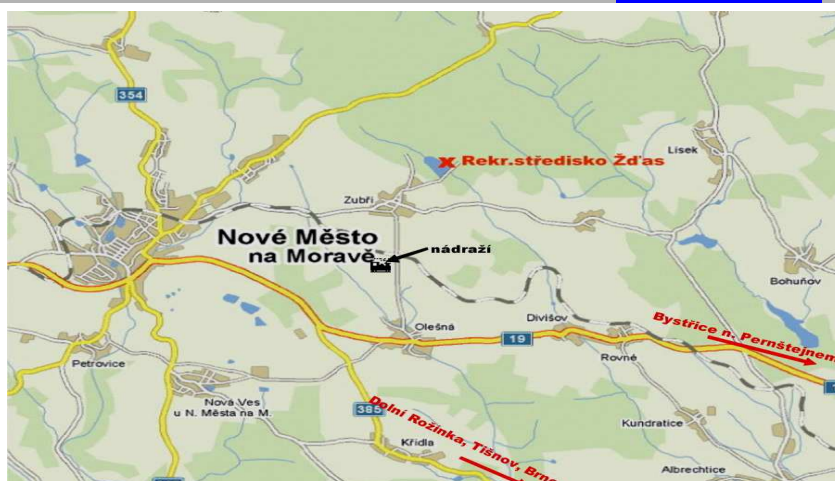 354
Lísek
Rekr.středisko Žďas
Zubří
Nové Město
na Moravě
nádraží
Bohuňov
Divišov
Bystřice n. Pernštejnem
Olešná
19
Rovné
Petrovice
Nová Ves
u N. Města na M.
Dolní Rožínka, Tišnov, Brno
385
Kundratice
Křídla
Albrechtice